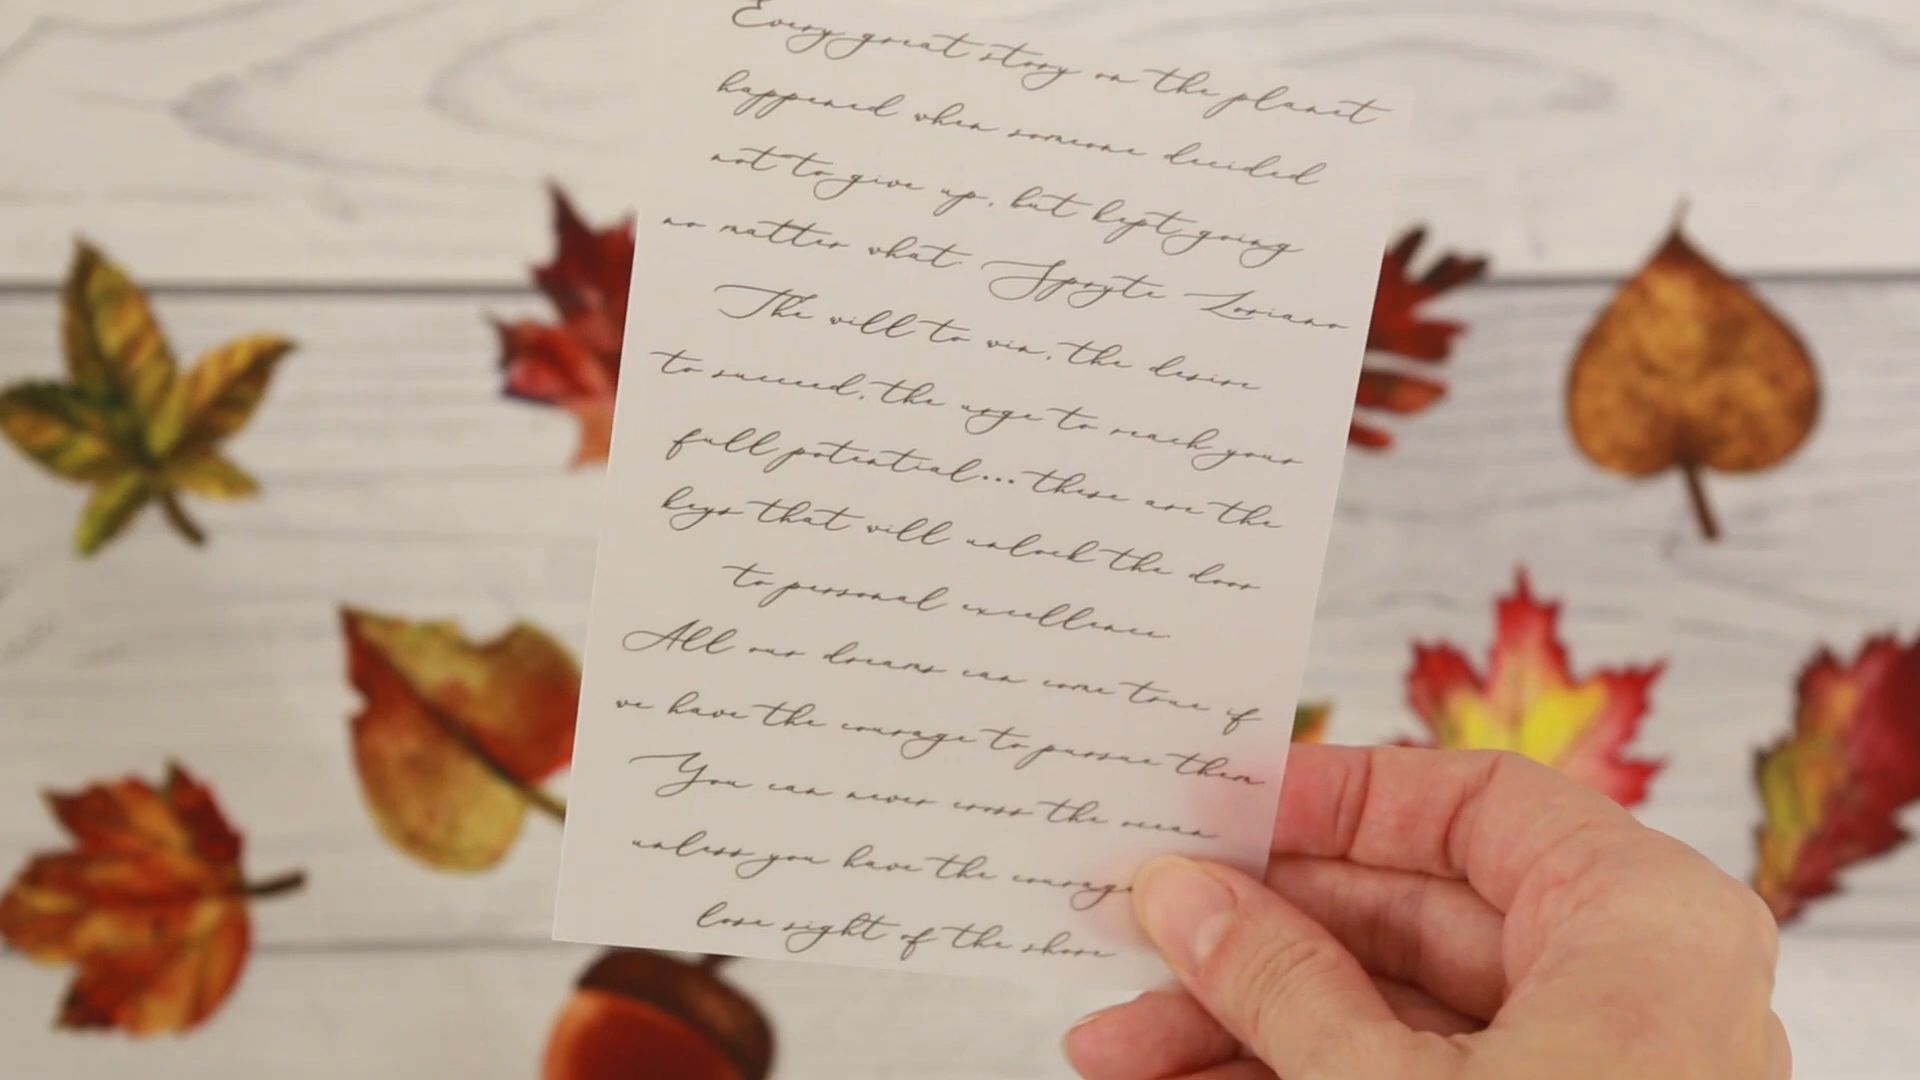 Every great story on the planet
happened when someone decided
not to give up, but kept going
no matter what. Spryte Loriano
The will to win, the desire
to succeed, the urge to reach your
full potential... these are the
keys that will unlock the door
to personal excellence.
All our dreams can come true if
we have the courage to pursue them
You can never cross the ocean
unless you have the courage
lose sight of the shore